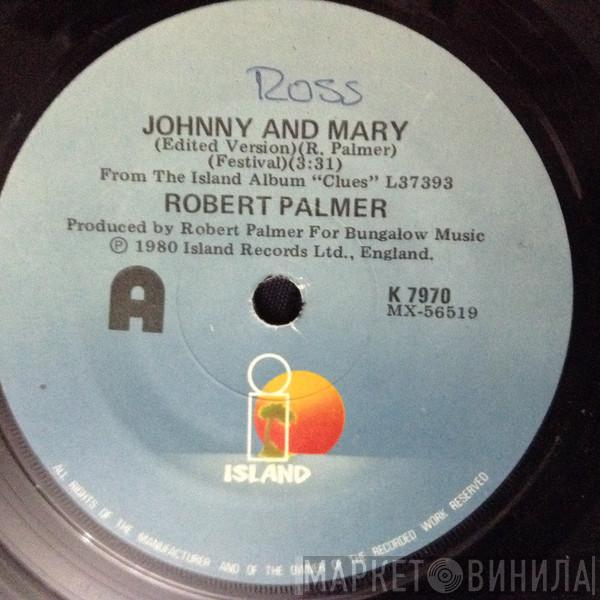 Ross
JOHNNY AND MARY
(Edited Version)(R. Palmer)
(Festival)(3:31)
From The Island Album "Clues" L37393
ROBERT PALMER
Produced by Robert Palmer For Bungalow Music
℗ 1980 Island Records Ltd., England.
A
K 7970
MX-56519
i
ISLAND
ALL RIGHTS OF THE MANUFACTURER AND OF THE OWNER OF THE RECORDED WORK RESERVED
МАРКЕТ ВИНИЛА